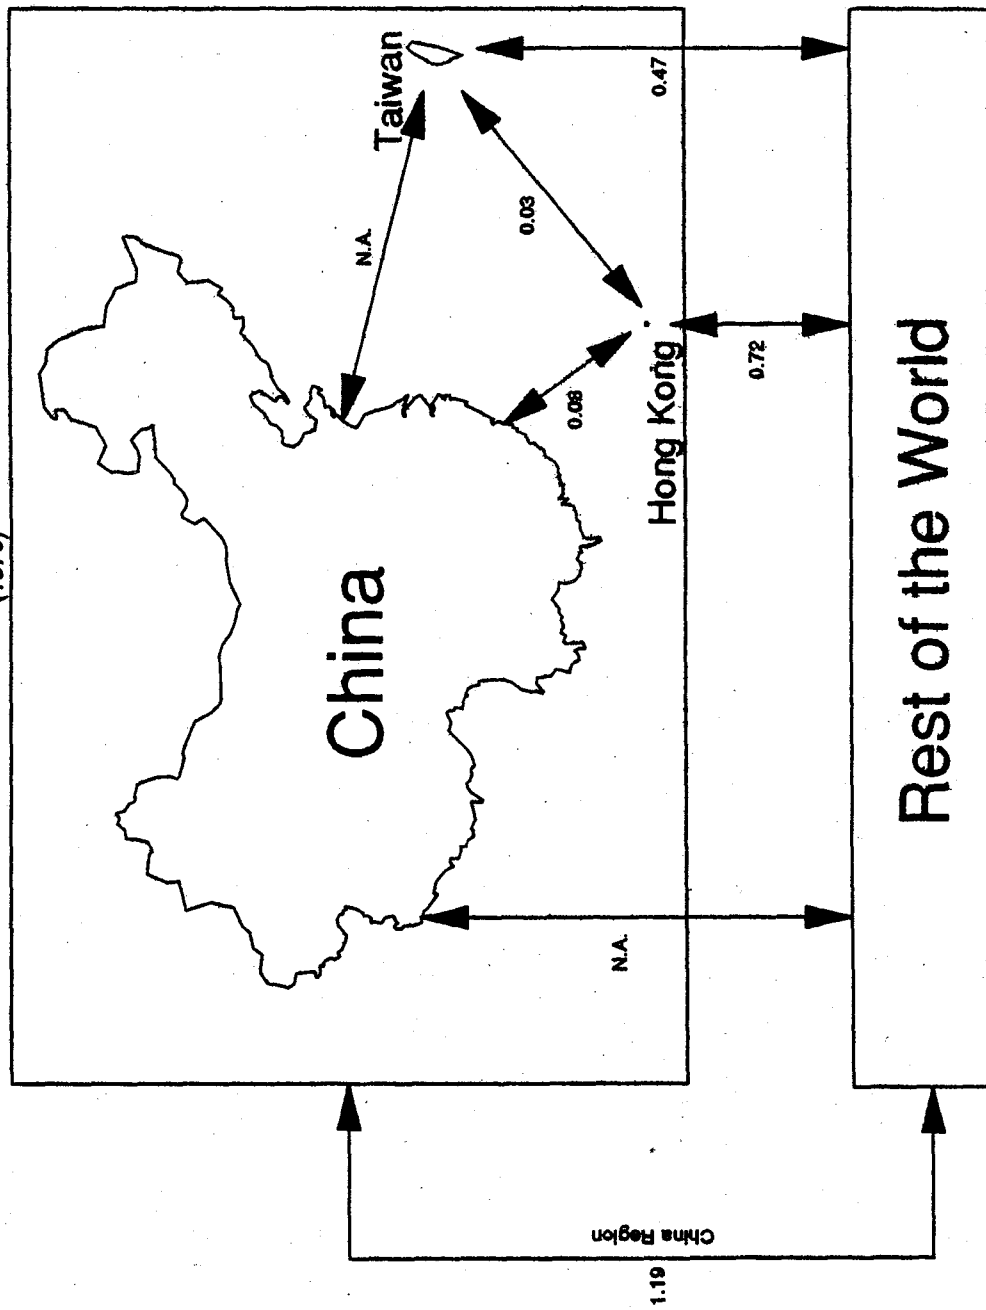 Taiwan
N.A.
0.03
0.47
China
0.08
Hong Kong
0.72
N.A.
Rest of the World
China Region
1.19